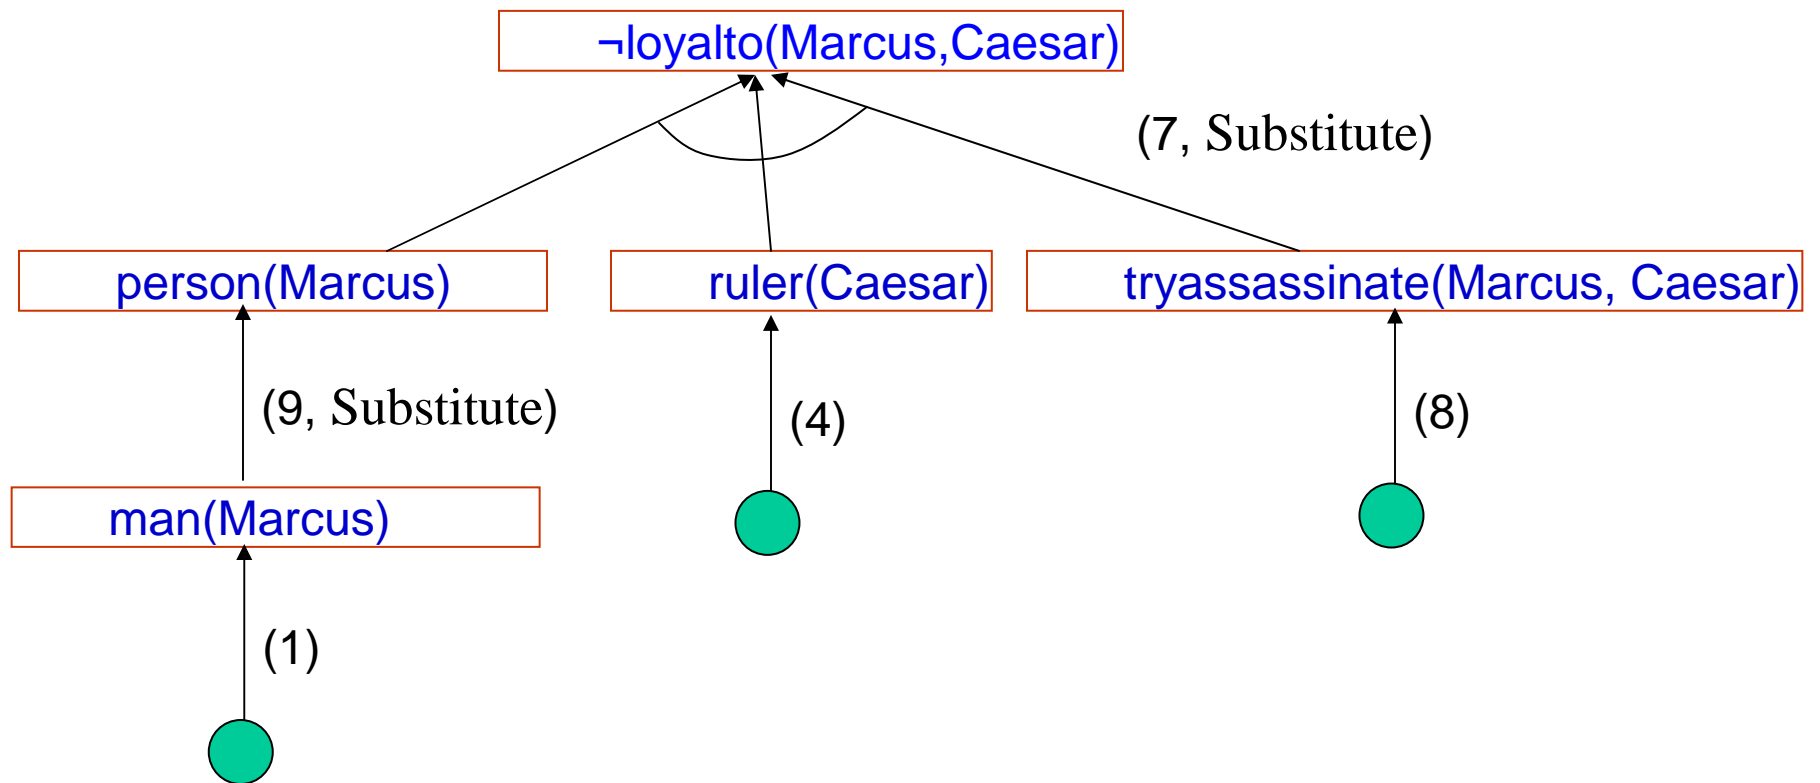 ¬loyalto(Marcus,Caesar)
(7, Substitute)
person(Marcus)
ruler(Caesar)
tryassassinate(Marcus, Caesar)
(9, Substitute)
(4)
(8)
man(Marcus)
(1)